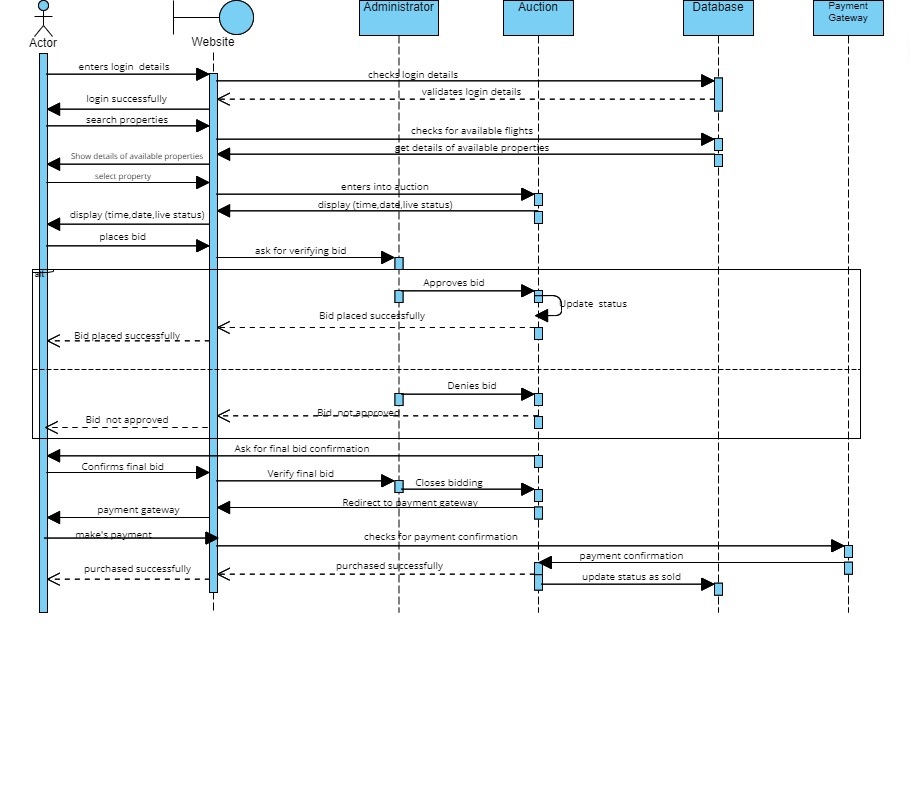 Administrator
Auction
Database
Payment
Gateway
Actor
Website
enters login details
checks login details
validates login details
login successfully
search properties
checks for available flights
get details of available properties
Show details of available properties
select property
enters into auction
display (time,date,live status)
display (time,date,live status)
places bid
ask for verifying bid
alt
Approves bid
Update status
Bid placed successfully
Bid placed successfully
Denies bid
Bid not approved
Bid not approved
Ask for final bid confirmation
Confirms final bid
Verify final bid
Closes bidding
Redirect to payment gateway
payment gateway
make's payment
checks for payment confirmation
payment confirmation
purchased successfully
purchased successfully
update status as sold